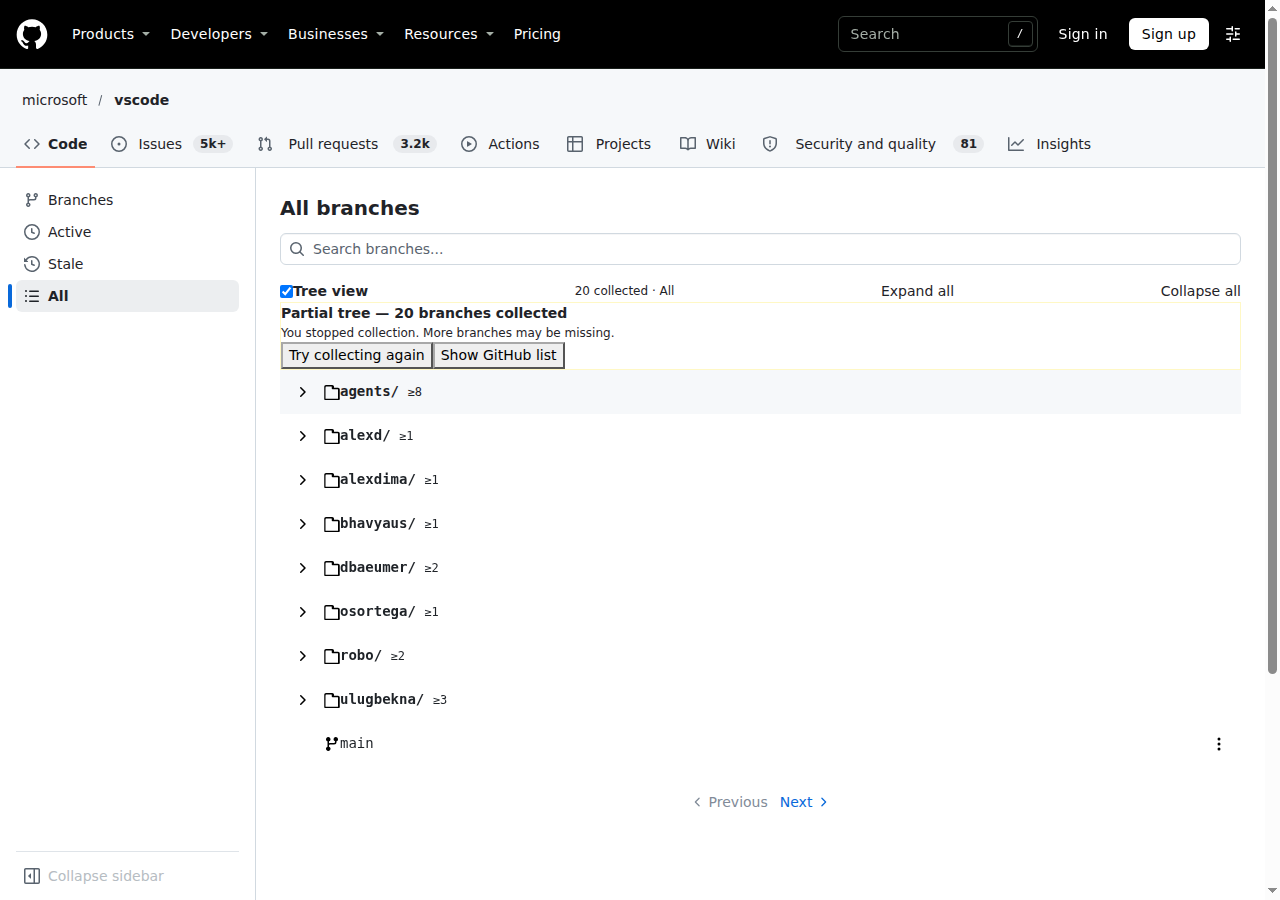 Products Developers Businesses Resources Pricing Search / Sign in Sign up
microsoft / vscode
Code Issues 5k+ Pull requests 3.2k Actions Projects Wiki Security and quality 81 Insights
Branches
Active
Stale
All
Collapse sidebar
All branches
Search branches...
Tree view 20 collected · All Expand all Collapse all
Partial tree — 20 branches collected
You stopped collection. More branches may be missing.
Try collecting again Show GitHub list
agents/ ≥8
alexd/ ≥1
alexdima/ ≥1
bhavyaus/ ≥1
dbaeumer/ ≥2
osortega/ ≥1
robo/ ≥2
ulugbekna/ ≥3
main
Previous Next